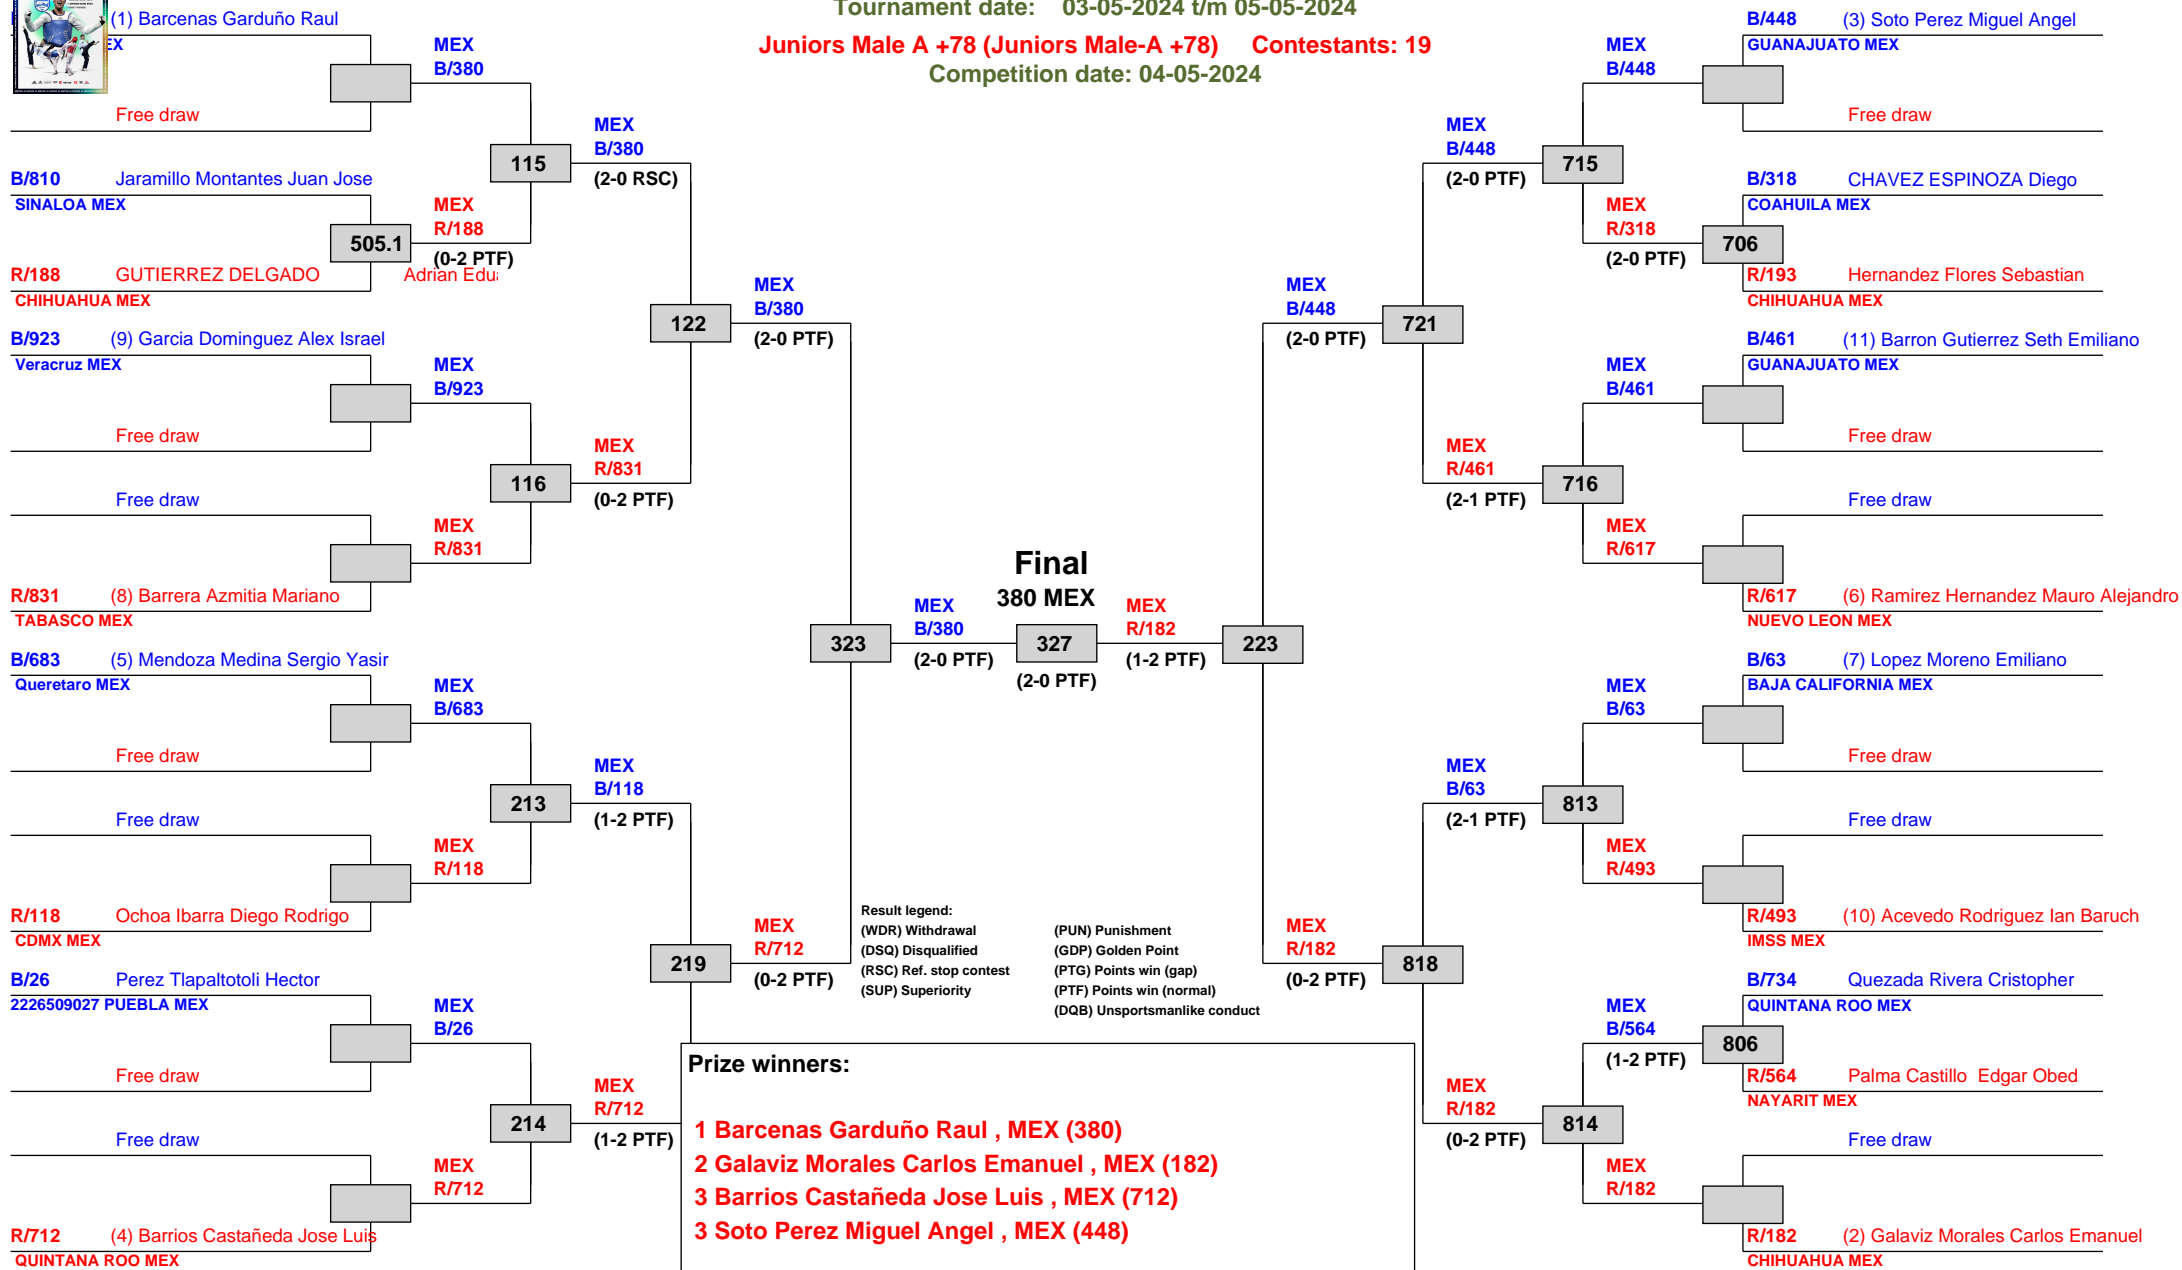 Tournament date: 03-05-2024 t/m 05-05-2024
Juniors Male A +78 (Juniors Male-A +78) Contestants: 19
Competition date: 04-05-2024
(1) Barcenas Garduño Raul
EX
MEX
B/380
Free draw
MEX
B/380
115
(2-0 RSC)
B/810 Jaramillo Montantes Juan Jose
SINALOA MEX
MEX
R/188
505.1
(0-2 PTF)
R/188 GUTIERREZ DELGADO Adrian Edu
CHIHUAHUA MEX
MEX
B/380
122
(2-0 PTF)
B/923 (9) Garcia Dominguez Alex Israel
Veracruz MEX
MEX
B/923
Free draw
MEX
R/831
116
(0-2 PTF)
Free draw
MEX
R/831
R/831 (8) Barrera Azmitia Mariano
TABASCO MEX
323
MEX
B/380
(2-0 PTF)
B/683 (5) Mendoza Medina Sergio Yasir
Queretaro MEX
MEX
B/683
Free draw
MEX
B/118
213
(1-2 PTF)
Free draw
MEX
R/118
R/118 Ochoa Ibarra Diego Rodrigo
CDMX MEX
MEX
R/712
219
(0-2 PTF)
B/26 Perez Tlapaltotoli Hector
2226509027 PUEBLA MEX
MEX
B/26
Free draw
MEX
R/712
214
(1-2 PTF)
Free draw
MEX
R/712
R/712 (4) Barrios Castañeda Jose Luis
QUINTANA ROO MEX
Final
380 MEX
327
(2-0 PTF)
MEX
R/182
223
(1-2 PTF)
Result legend:
(WDR) Withdrawal (PUN) Punishment
(DSQ) Disqualified (GDP) Golden Point
(RSC) Ref. stop contest (PTG) Points win (gap)
(SUP) Superiority (PTF) Points win (normal)
(DQB) Unsportsmanlike conduct
Prize winners:
1 Barcenas Garduño Raul , MEX (380)
2 Galaviz Morales Carlos Emanuel , MEX (182)
3 Barrios Castañeda Jose Luis , MEX (712)
3 Soto Perez Miguel Angel , MEX (448)
B/448 (3) Soto Perez Miguel Angel
GUANAJUATO MEX
MEX
B/448
Free draw
MEX
B/448
715
(2-0 PTF)
B/318 CHAVEZ ESPINOZA Diego
COAHUILA MEX
MEX
R/318
706
(2-0 PTF)
R/193 Hernandez Flores Sebastian
CHIHUAHUA MEX
MEX
B/448
721
(2-0 PTF)
B/461 (11) Barron Gutierrez Seth Emiliano
GUANAJUATO MEX
MEX
B/461
Free draw
MEX
R/461
716
(2-1 PTF)
Free draw
MEX
R/617
R/617 (6) Ramirez Hernandez Mauro Alejandro
NUEVO LEON MEX
B/63 (7) Lopez Moreno Emiliano
BAJA CALIFORNIA MEX
MEX
B/63
Free draw
MEX
B/63
813
(2-1 PTF)
Free draw
MEX
R/493
R/493 (10) Acevedo Rodriguez Ian Baruch
IMSS MEX
MEX
R/182
818
(0-2 PTF)
B/734 Quezada Rivera Cristopher
QUINTANA ROO MEX
MEX
B/564
806
(1-2 PTF)
R/564 Palma Castillo Edgar Obed
NAYARIT MEX
MEX
R/182
814
(0-2 PTF)
Free draw
MEX
R/182
R/182 (2) Galaviz Morales Carlos Emanuel
CHIHUAHUA MEX